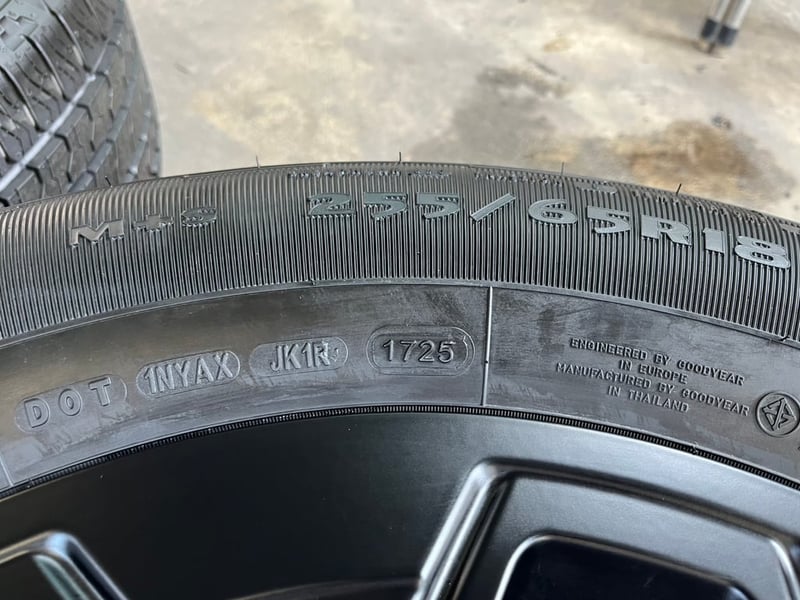 M+S 255/65R18
DOT 1NYAX JK1R 1725
ENGINEERED BY GOODYEAR
IN EUROPE
MANUFACTURED BY GOODYEAR
IN THAILAND